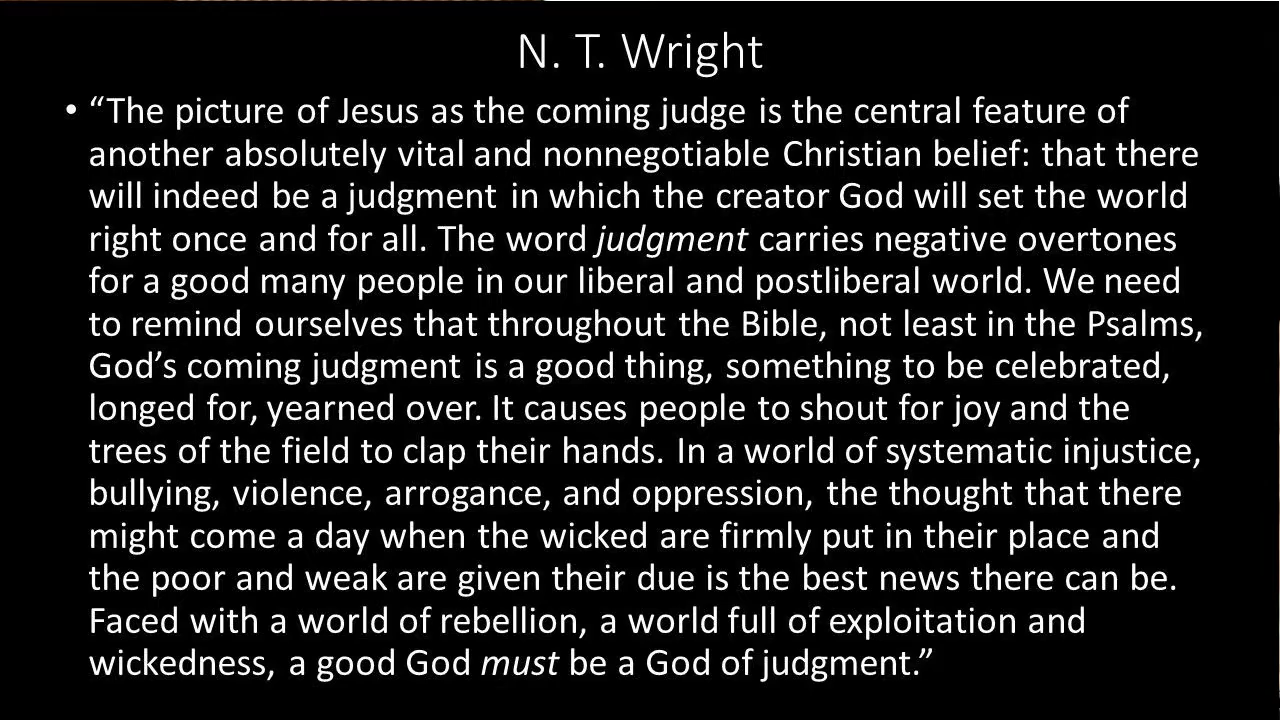 N. T. Wright
• “The picture of Jesus as the coming judge is the central feature of
another absolutely vital and nonnegotiable Christian belief: that there
will indeed be a judgment in which the creator God will set the world
right once and for all. The word judgment carries negative overtones
for a good many people in our liberal and postliberal world. We need
to remind ourselves that throughout the Bible, not least in the Psalms,
God’s coming judgment is a good thing, something to be celebrated,
longed for, yearned over. It causes people to shout for joy and the
trees of the field to clap their hands. In a world of systematic injustice,
bullying, violence, arrogance, and oppression, the thought that there
might come a day when the wicked are firmly put in their place and
the poor and weak are given their due is the best news there can be.
Faced with a world of rebellion, a world full of exploitation and
wickedness, a good God must be a God of judgment.”